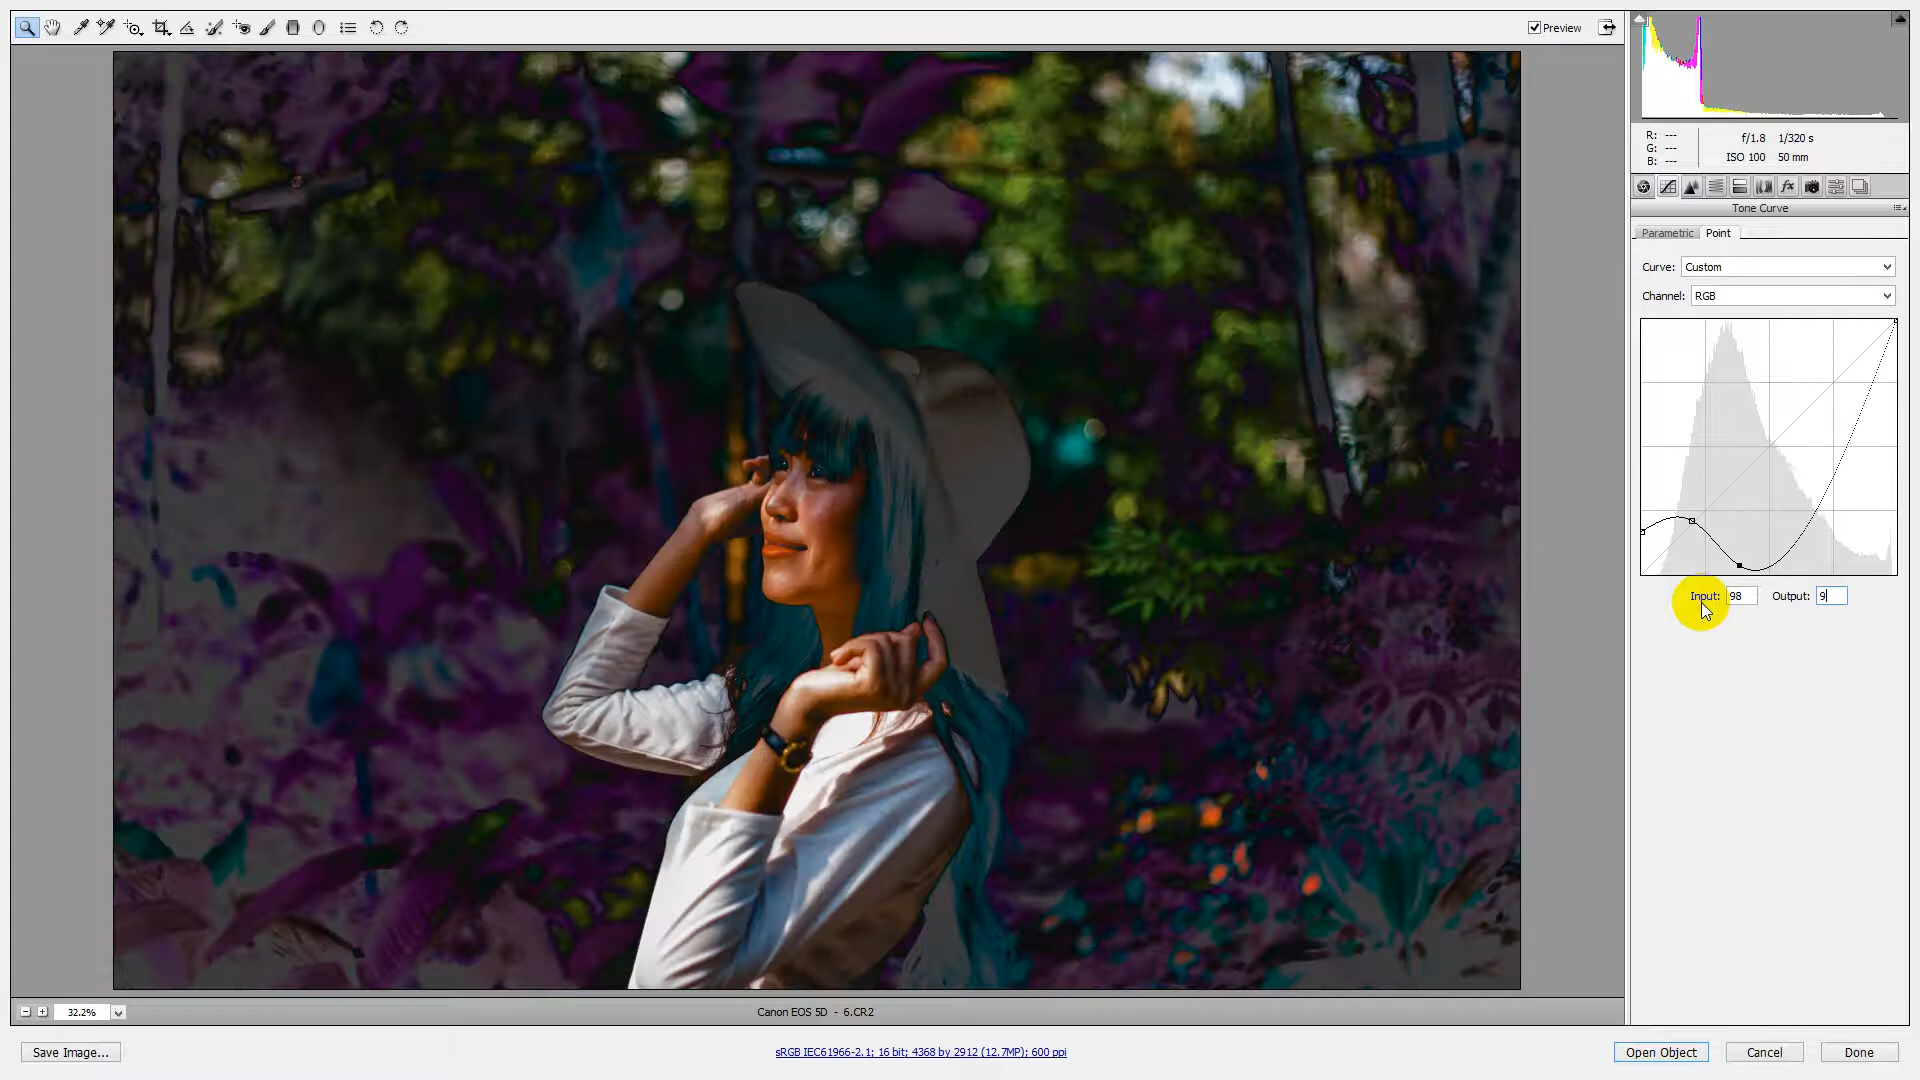 Preview
R: ---
G: ---
B: ---
f/1.8 1/320 s
ISO 100 50 mm
fx
Tone Curve
Parametric Point
Curve: Custom
Channel: RGB
Input: 98 Output: 9
32.2%
Canon EOS 5D - 6.CR2
Save Image...
sRGB IEC61966-2.1; 16 bit; 4368 by 2912 (12.7MP); 600 ppi
Open Object Cancel Done